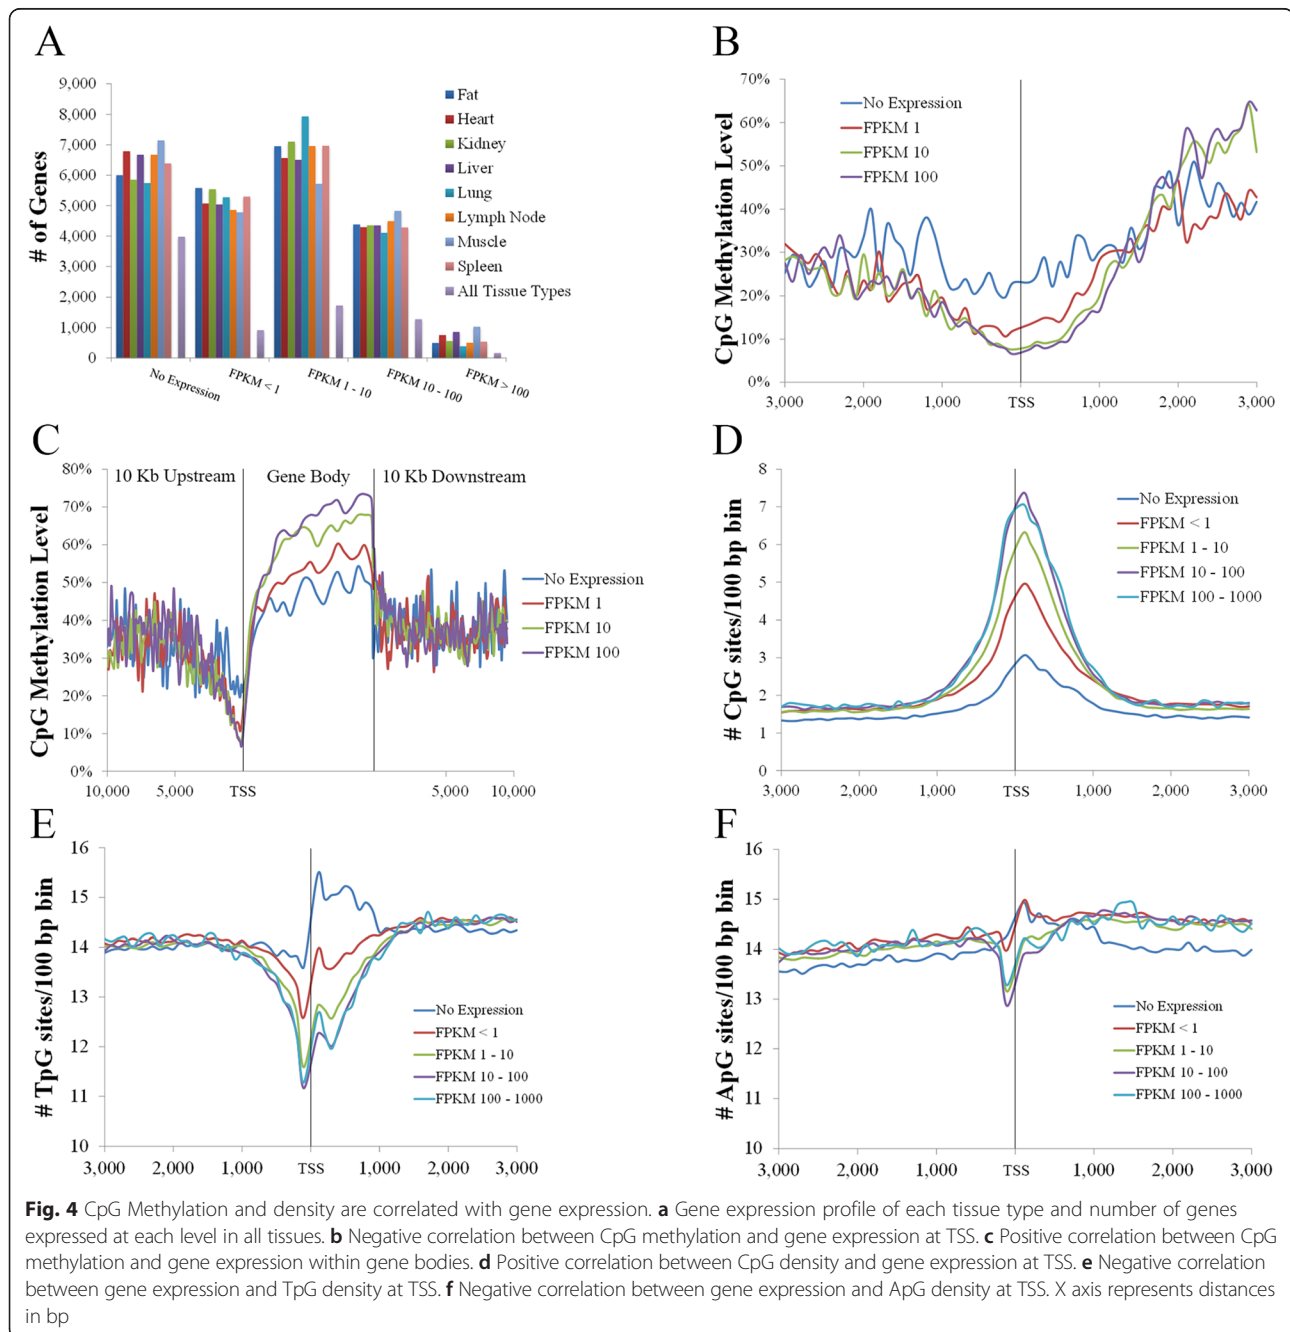 A
9,000
8,000
7,000
6,000
5,000
4,000
3,000
2,000
1,000
0
# of Genes
No Expression
FPKM < 1
FPKM 1 - 10
FPKM 10 - 100
FPKM > 100
Fat
Heart
Kidney
Liver
Lung
Lymph Node
Muscle
Spleen
All Tissue Types
B
70%
60%
50%
40%
30%
20%
10%
0%
CpG Methylation Level
No Expression
FPKM 1
FPKM 10
FPKM 100
3,000 2,000 1,000 TSS 1,000 2,000 3,000
C
80%
70%
60%
50%
40%
30%
20%
10%
0%
CpG Methylation Level
10 Kb Upstream Gene Body 10 Kb Downstream
No Expression
FPKM 1
FPKM 10
FPKM 100
10,000 5,000 TSS 5,000 10,000
D
8
7
6
5
4
3
2
1
0
# CpG sites/100 bp bin
No Expression
FPKM < 1
FPKM 1 - 10
FPKM 10 - 100
FPKM 100 - 1000
3,000 2,000 1,000 TSS 1,000 2,000 3,000
E
16
15
14
13
12
11
10
# TpG sites/100 bp bin
No Expression
FPKM < 1
FPKM 1 - 10
FPKM 10 - 100
FPKM 100 - 1000
3,000 2,000 1,000 TSS 1,000 2,000 3,000
F
16
15
14
13
12
11
10
# ApG sites/100 bp bin
No Expression
FPKM < 1
FPKM 1 - 10
FPKM 10 - 100
FPKM 100 - 1000
3,000 2,000 1,000 TSS 1,000 2,000 3,000
Fig. 4 CpG Methylation and density are correlated with gene expression. a Gene expression profile of each tissue type and number of genes
expressed at each level in all tissues. b Negative correlation between CpG methylation and gene expression at TSS. c Positive correlation between CpG
methylation and gene expression within gene bodies. d Positive correlation between CpG density and gene expression at TSS. e Negative correlation
between gene expression and TpG density at TSS. f Negative correlation between gene expression and ApG density at TSS. X axis represents distances
in bp